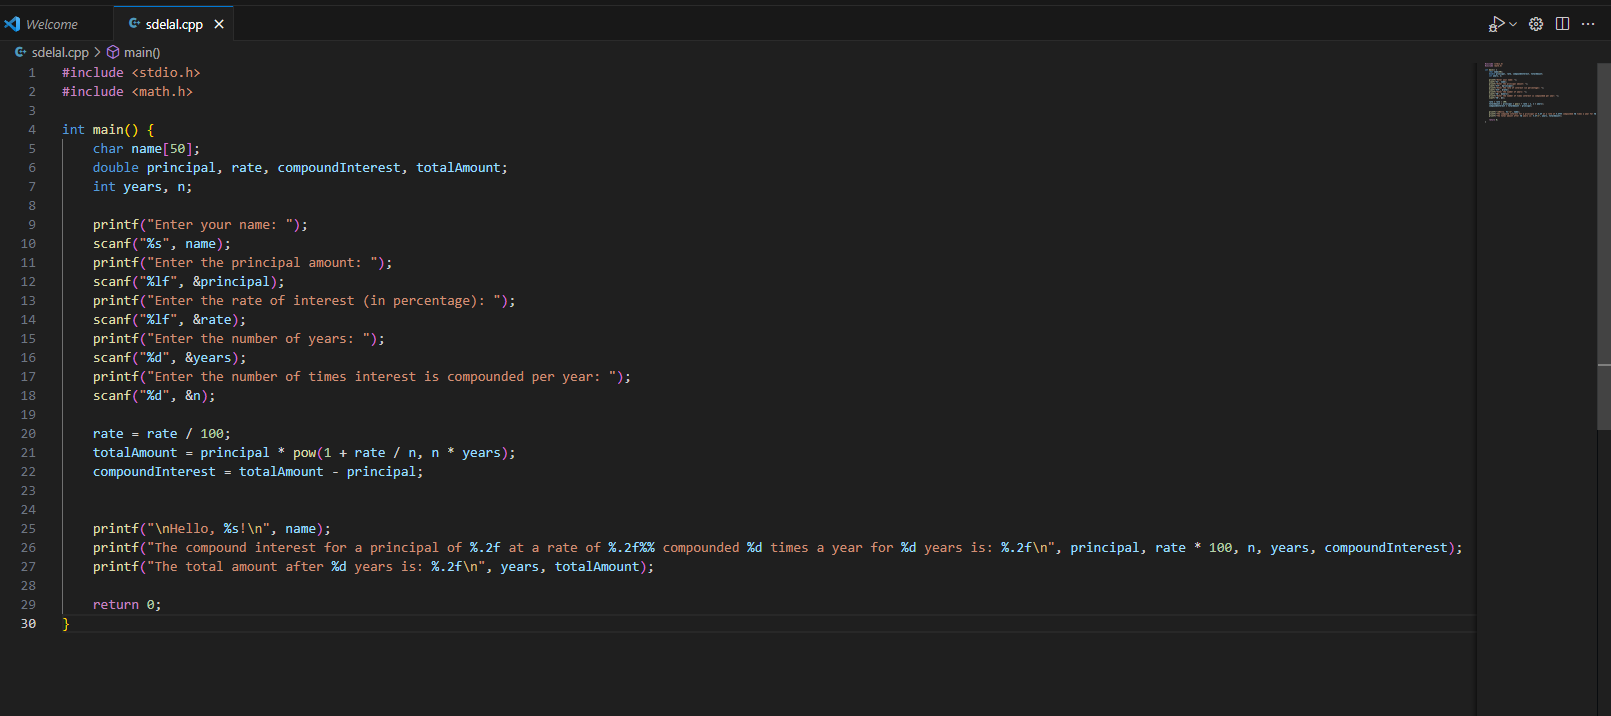 Welcome
sdelal.cpp
sdelal.cpp > main()
1 #include <stdio.h>
2 #include <math.h>
3
4 int main() {
5 char name[50];
6 double principal, rate, compoundInterest, totalAmount;
7 int years, n;
8
9 printf("Enter your name: ");
10 scanf("%s", name);
11 printf("Enter the principal amount: ");
12 scanf("%lf", &principal);
13 printf("Enter the rate of interest (in percentage): ");
14 scanf("%lf", &rate);
15 printf("Enter the number of years: ");
16 scanf("%d", &years);
17 printf("Enter the number of times interest is compounded per year: ");
18 scanf("%d", &n);
19
20 rate = rate / 100;
21 totalAmount = principal * pow(1 + rate / n, n * years);
22 compoundInterest = totalAmount - principal;
23
24
25 printf("\nHello, %s!\n", name);
26 printf("The compound interest for a principal of %.2f at a rate of %.2f%% compounded %d times a year for %d years is: %.2f\n", principal, rate * 100, n, years, compoundInterest);
27 printf("The total amount after %d years is: %.2f\n", years, totalAmount);
28
29 return 0;
30 }